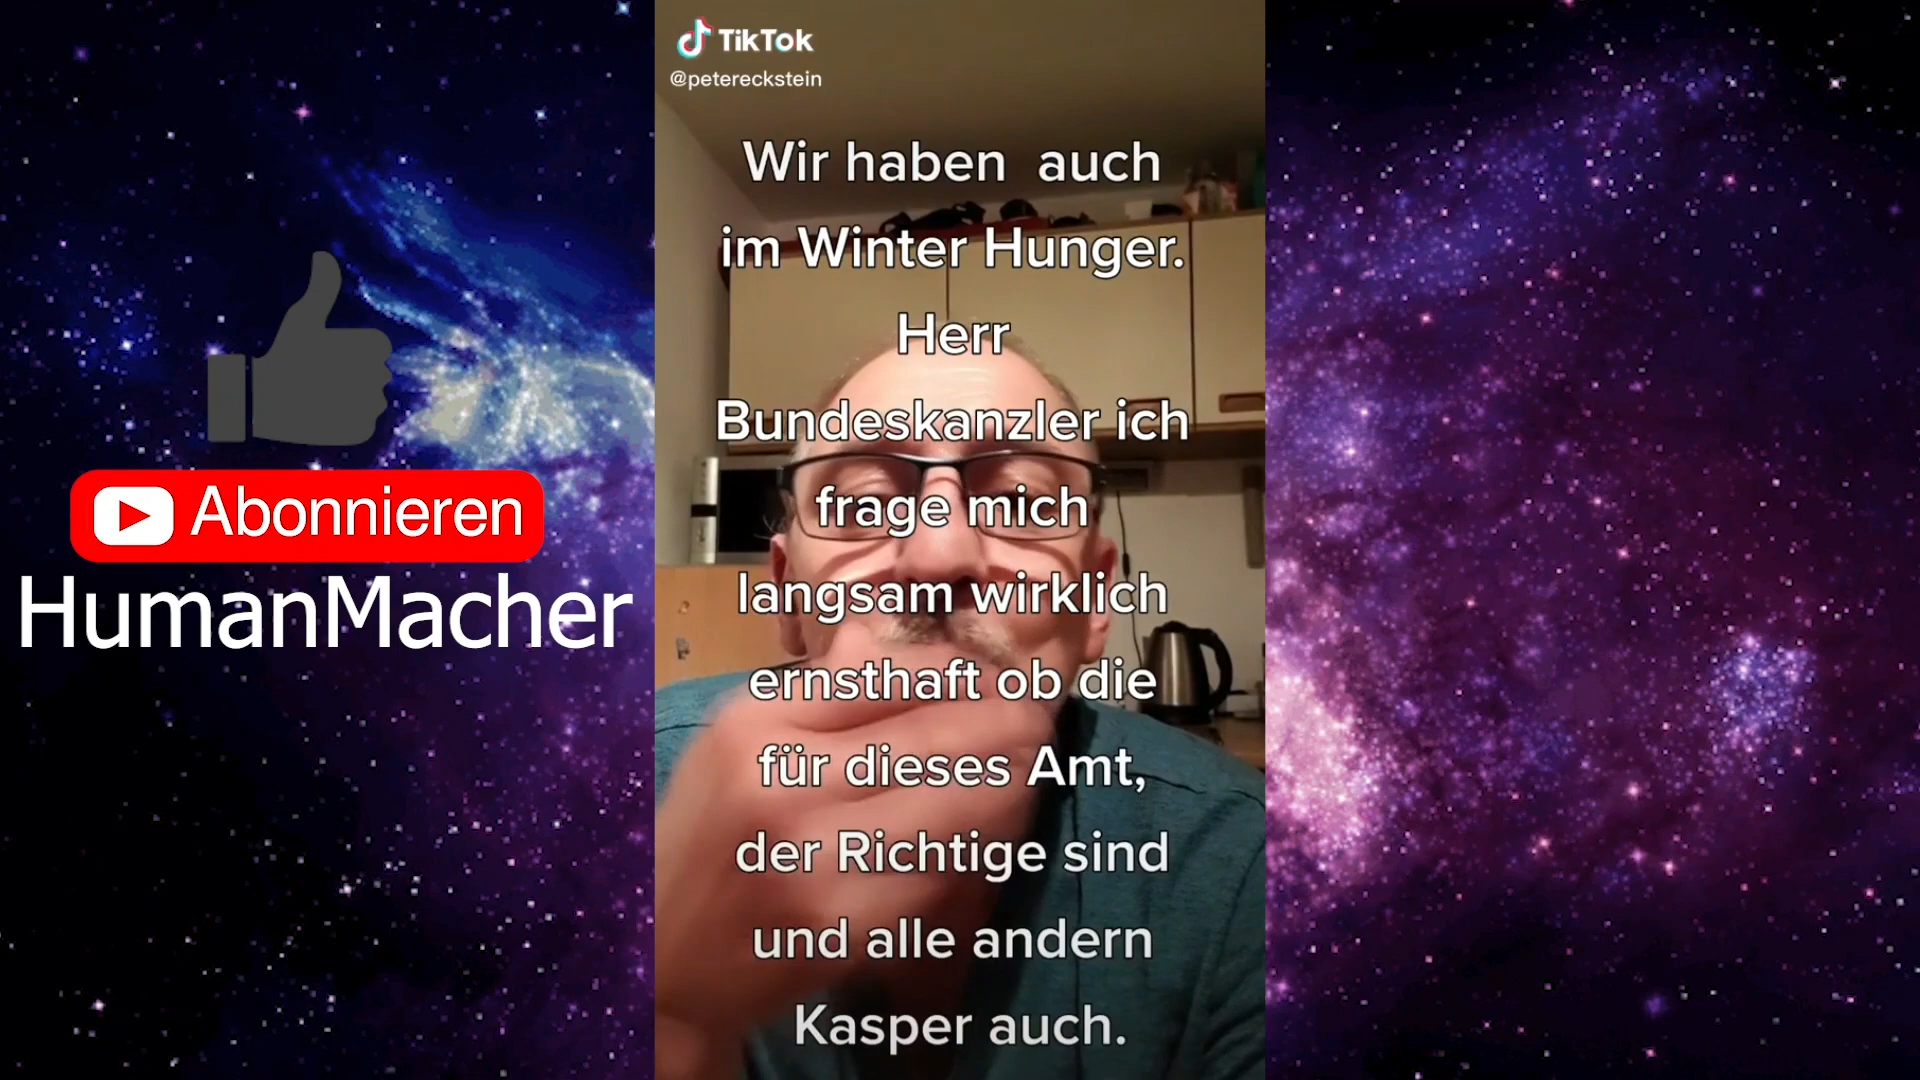 TikTok
@petereckstein
Wir haben auch
im Winter Hunger.
Herr
Bundeskanzler ich
frage mich
langsam wirklich
ernsthaft ob die
für dieses Amt,
der Richtige sind
und alle andern
Kasper auch.
Abonnieren
HumanMacher